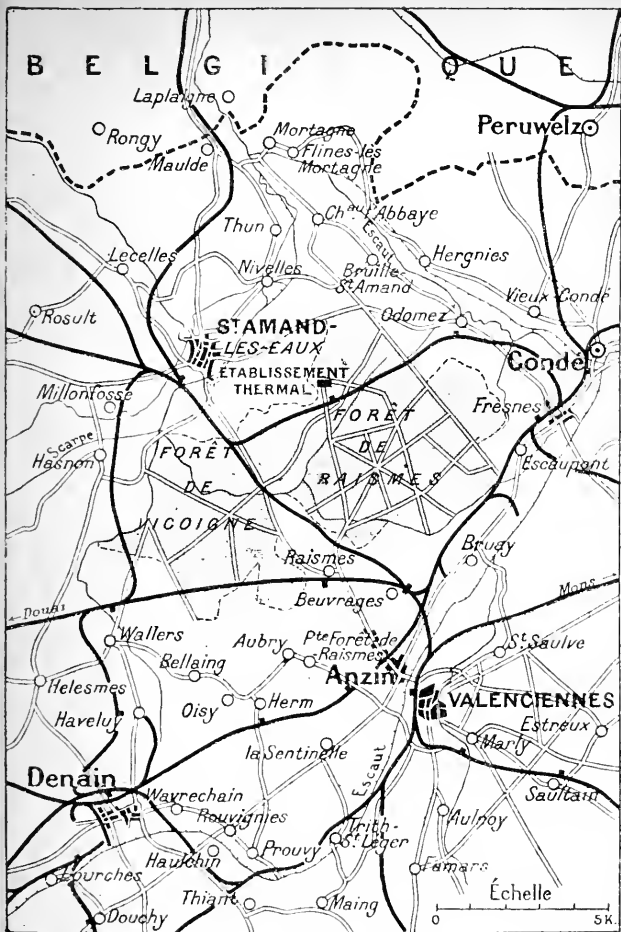 BELGIQUE
Laplaigne
Rongy
Mortagne
Peruwelz
Maulde
Flines-lès
Mortagne
Thun
Chau l'Abbaye
Escaut
Lecelles
Nivelles
Bruille-
St Amand
Hergnies
Rosult
Odomez
Vieux-Condé
ST AMAND-
LES-EAUX
Condé
ÉTABLISSEMENT
THERMAL
Millonfosse
Fresnes
Scarpe
FORÊT
DE
RAISMES
Hasnon
FORÊT
DE
VICOIGNE
Escaupont
Raismes
Bruay
Douai
Beuvrages
Mons
Wallers
Aubry
Pte Forêt de
Raismes
St Saulve
Bellaing
Anzin
Helesmes
Oisy
Herm
VALENCIENNES
Haveluy
Estreux
la Sentinelle
Marly
Escaut
Denain
Saultain
Wavrechain
Rouvignies
Trith-
St Léger
Aulnoy
Haulchin
Prouvy
Famars
Lourches
Échelle
Thiant
Maing
Douchy
0 5K.